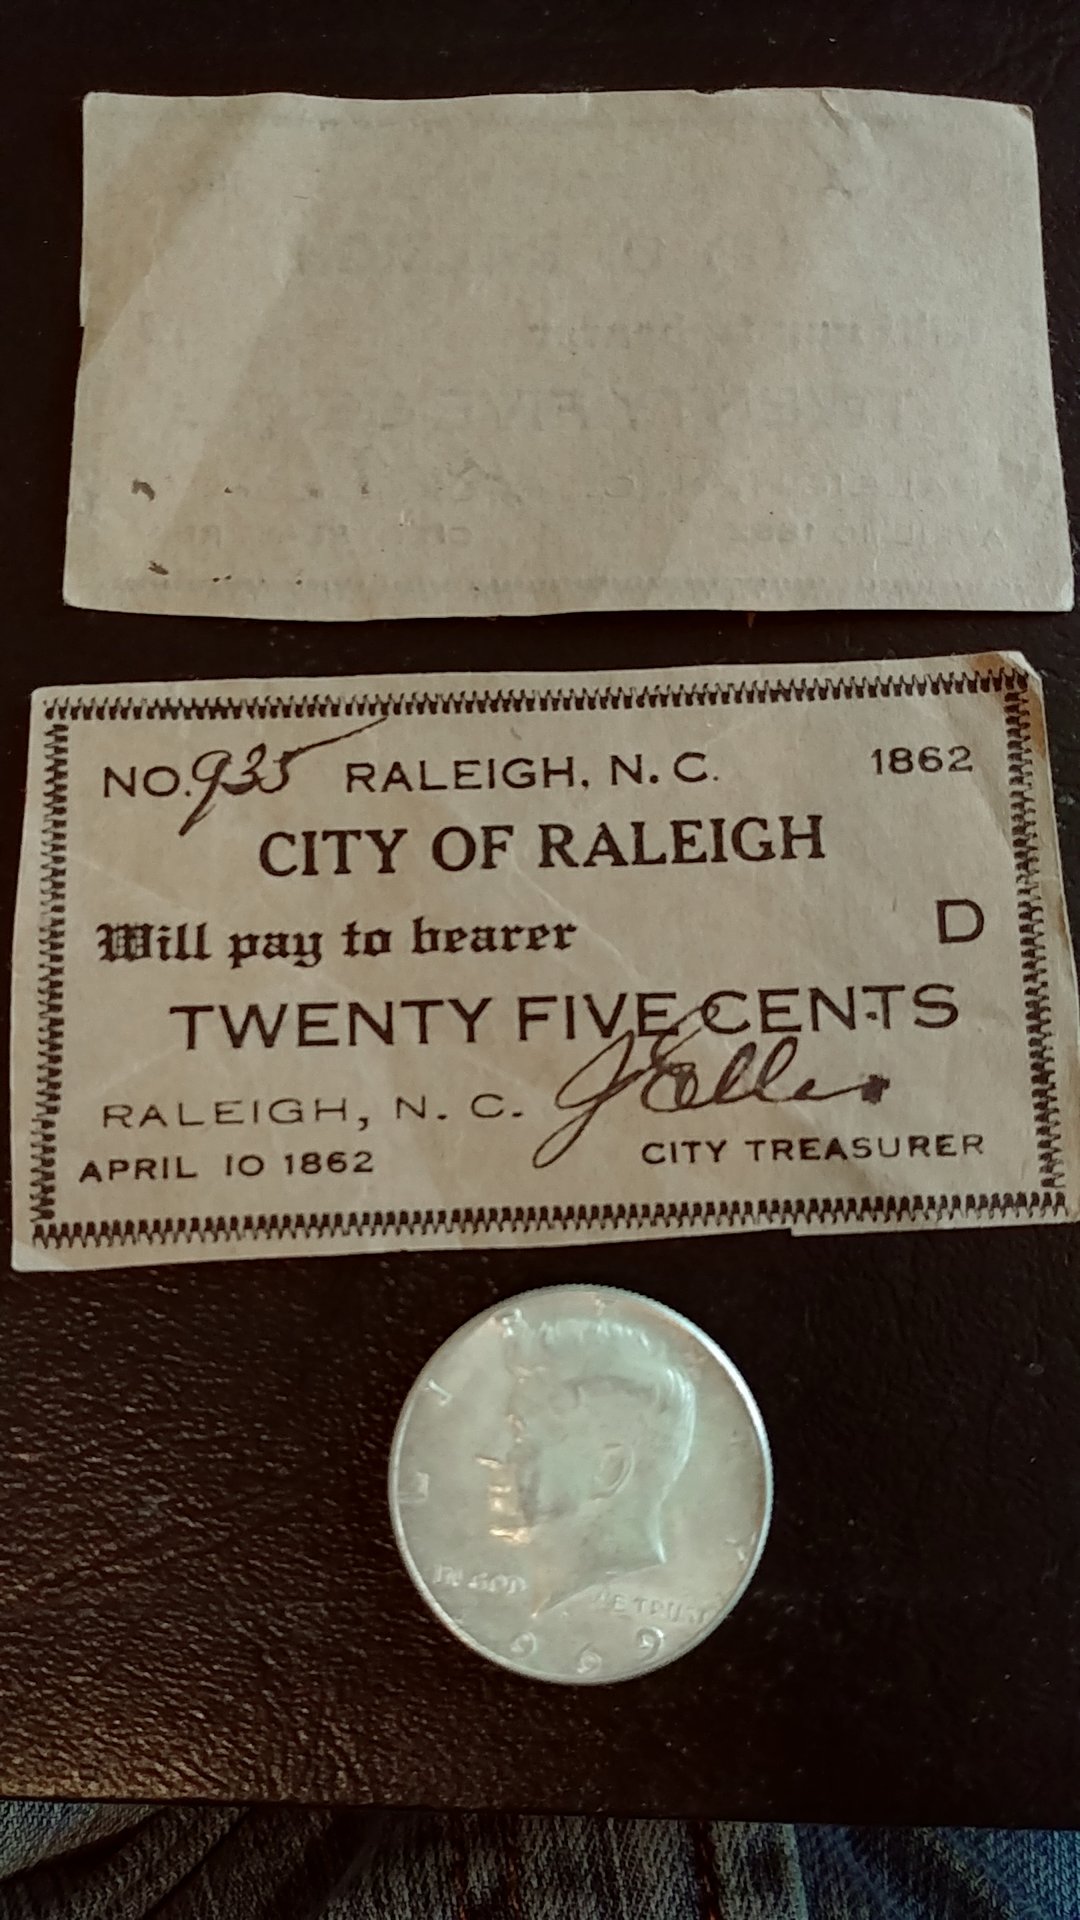 NO. 935 RALEIGH, N.C. 1862
CITY OF RALEIGH
Will pay to bearer D
TWENTY FIVE CENTS
RALEIGH, N. C. J Ellis
APRIL 10 1862 CITY TREASURER
IN GOD WE TRUST